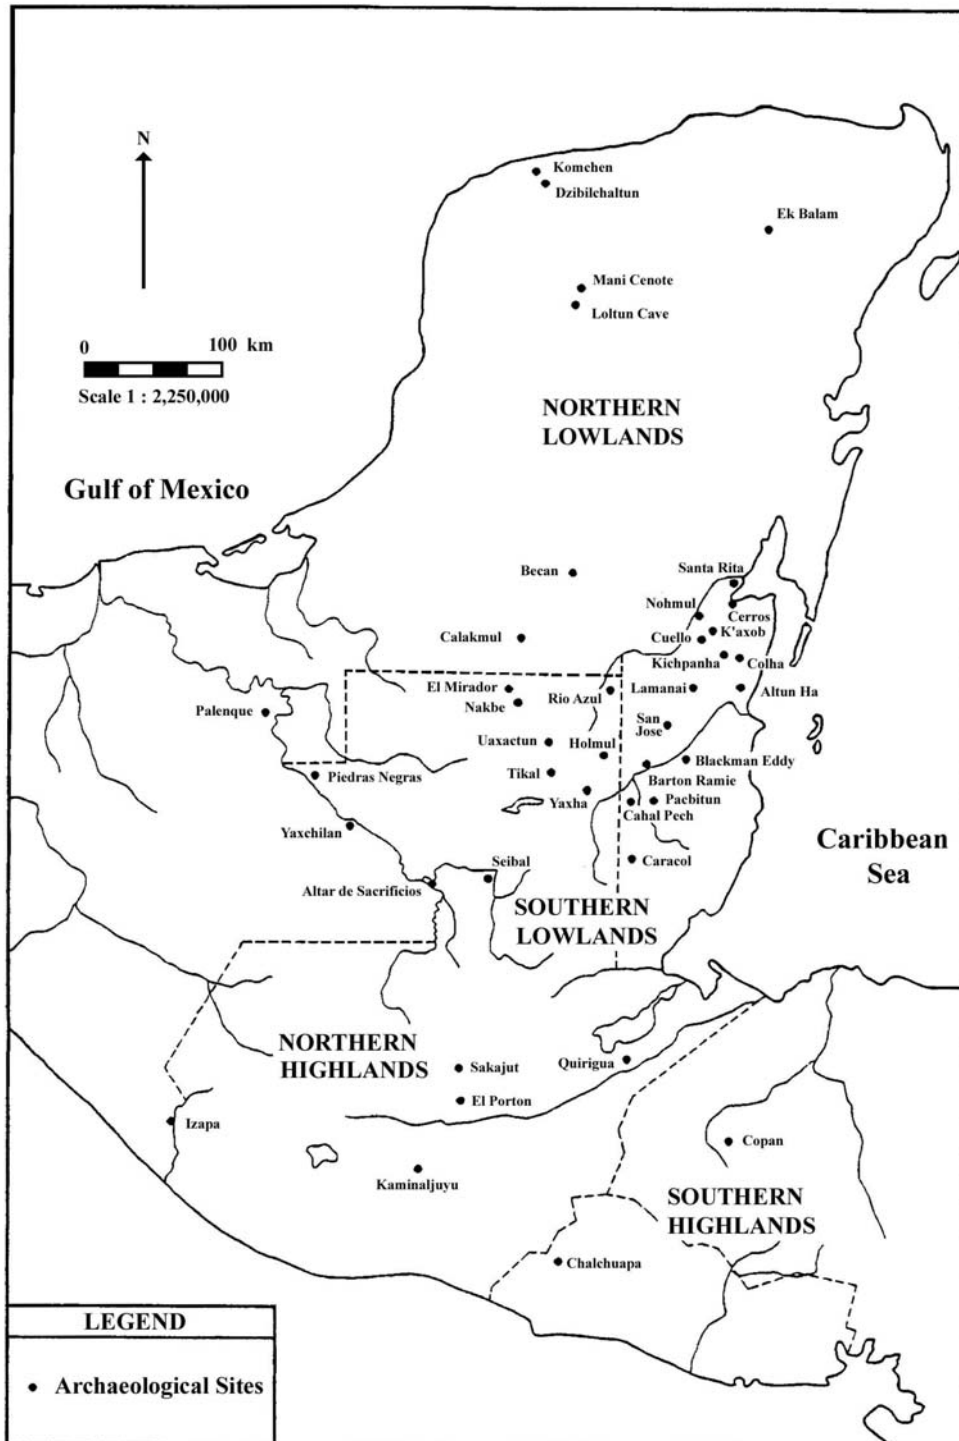 N
Komchen
Dzibilchaltun
Ek Balam
Mani Cenote
Loltun Cave
0 100 km
Scale 1 : 2,250,000
NORTHERN
LOWLANDS
Gulf of Mexico
Becan
Santa Rita
Nohmul
Cerros
Calakmul
Cuello
K'axob
Kichpanha
Colha
El Mirador
Nakbe
Rio Azul
Lamanai
Altun Ha
Palenque
San
Jose
Uaxactun
Holmul
Blackman Eddy
Piedras Negras
Tikal
Barton Ramie
Yaxha
Pacbitun
Cahal Pech
Yaxchilan
Caribbean
Sea
Caracol
Seibal
Altar de Sacrificios
SOUTHERN
LOWLANDS
NORTHERN
HIGHLANDS
Sakajut
Quirigua
El Porton
Izapa
Copan
Kaminaljuyu
SOUTHERN
HIGHLANDS
Chalchuapa
LEGEND
Archaeological Sites